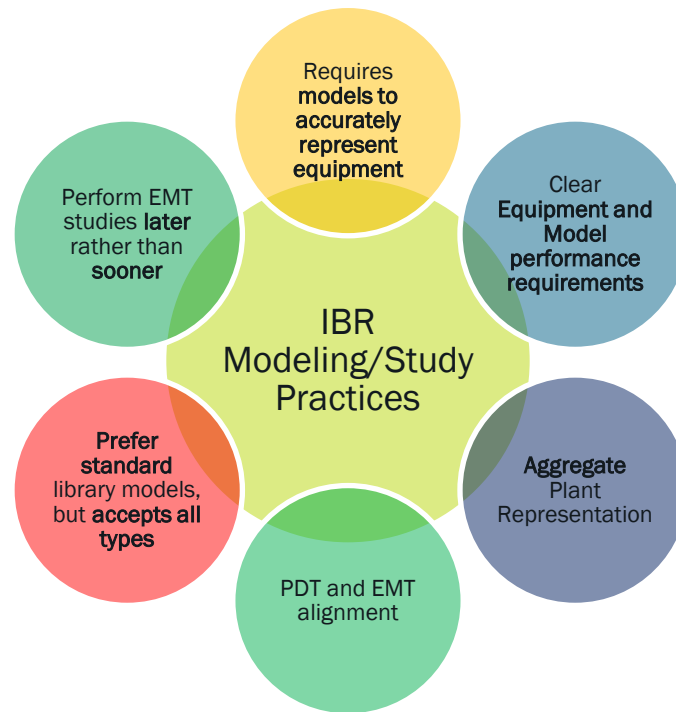 Requires
models to
accurately
represent
equipment
Clear
Equipment and
Model
performance
requirements
Aggregate
Plant
Representation
PDT and EMT
alignment
Prefer
standard
library models,
but accepts all
types
Perform EMT
studies later
rather than
sooner
IBR
Modeling/Study
Practices